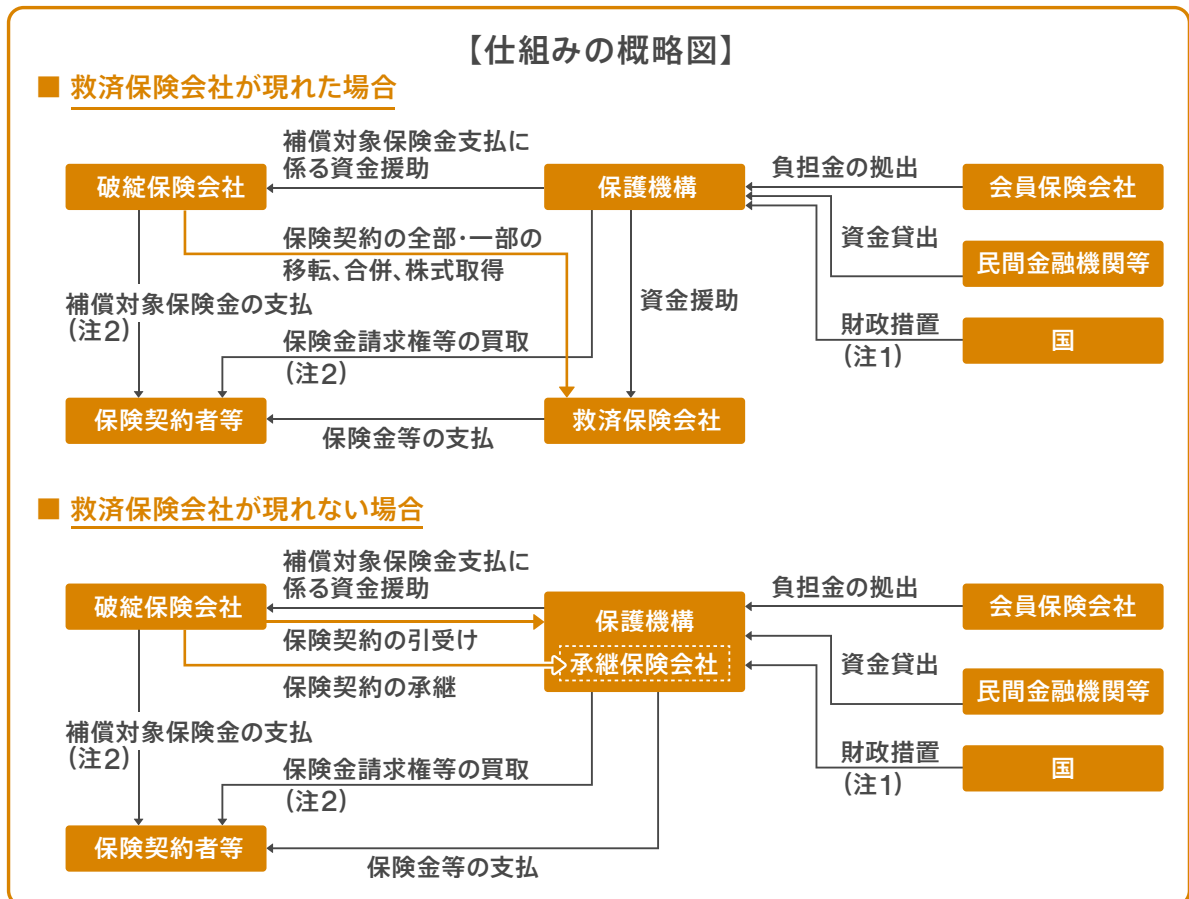 【仕組みの概略図】
■ 救済保険会社が現れた場合
補償対象保険金支払に
係る資金援助
負担金の拠出
破綻保険会社
保護機構
会員保険会社
保険契約の全部・一部の
移転、合併、株式取得
資金貸出
民間金融機関等
補償対象保険金の支払
(注2)
資金援助
保険金請求権等の買取
(注2)
財政措置
(注1)
国
保険契約者等
救済保険会社
保険金等の支払
■ 救済保険会社が現れない場合
補償対象保険金支払に
係る資金援助
負担金の拠出
破綻保険会社
保護機構
会員保険会社
保険契約の引受け
承継保険会社
資金貸出
保険契約の承継
民間金融機関等
補償対象保険金の支払
(注2)
保険金請求権等の買取
(注2)
財政措置
(注1)
国
保険契約者等
保険金等の支払